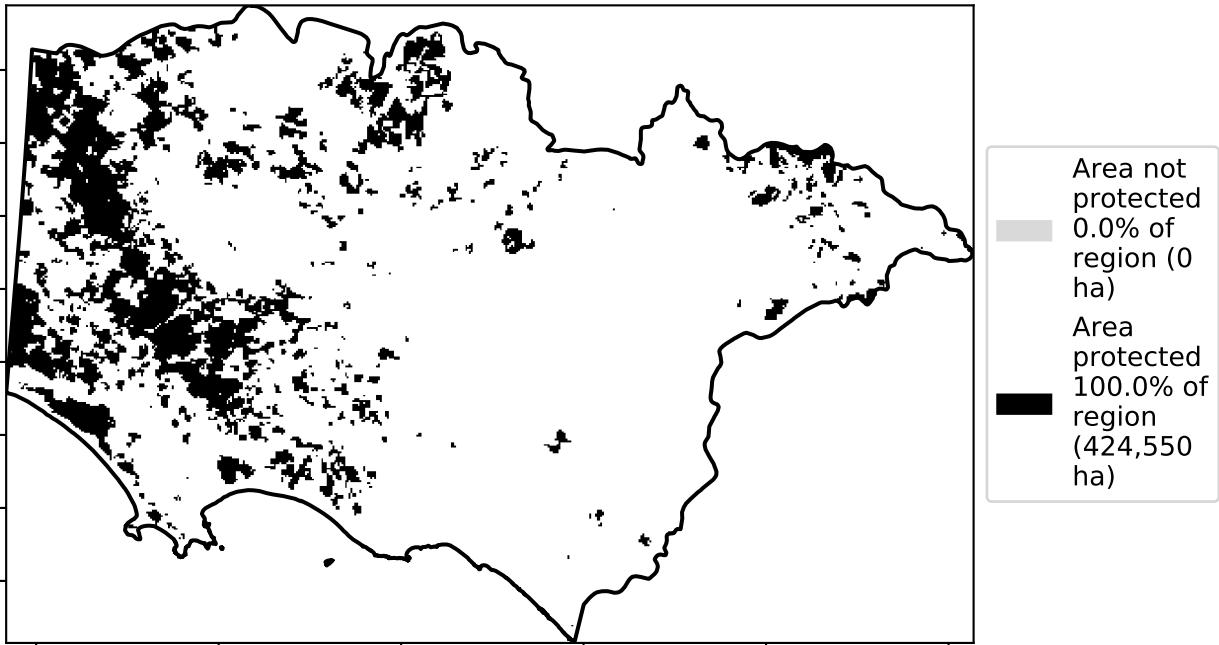 Area not
protected
0.0% of
region (0
ha)
Area
protected
100.0% of
region
(424,550
ha)